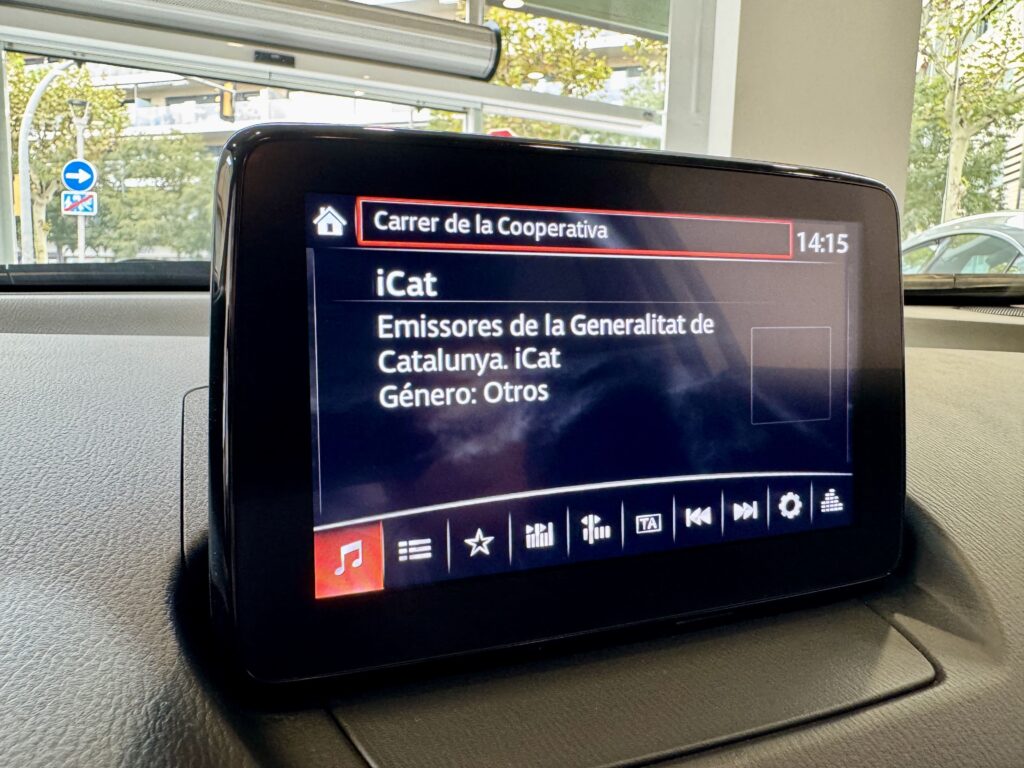 Carrer de la Cooperativa
14:15
iCat
Emissores de la Generalitat de
Catalunya. iCat
Género: Otros
TA